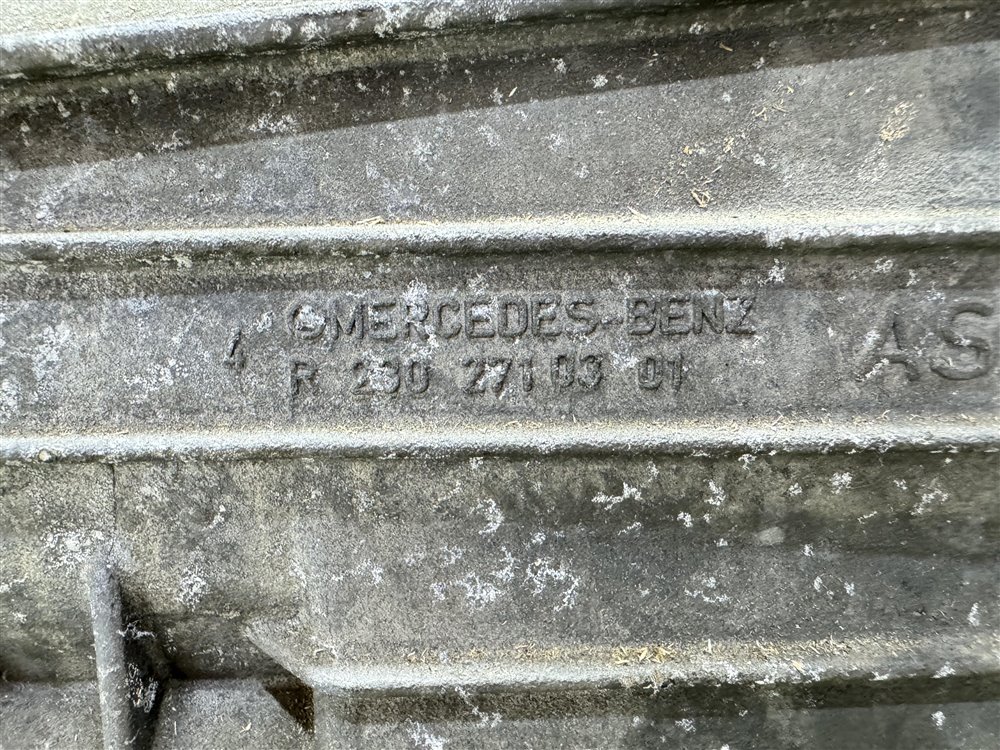 MERCEDES-BENZ
4
R 230 271 03 01
AS